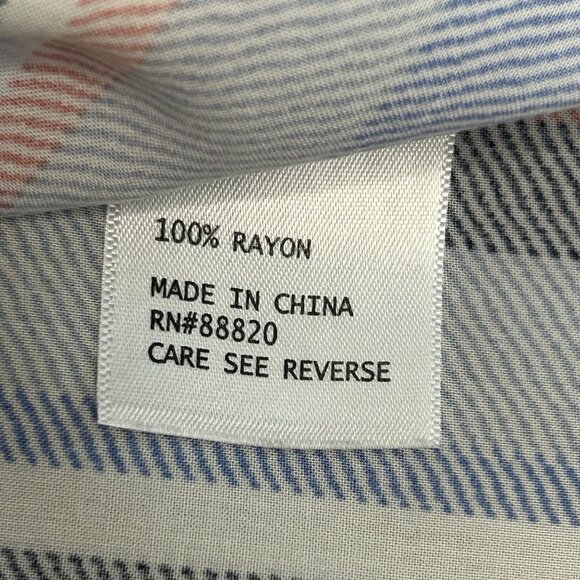 100% RAYON
MADE IN CHINA
RN#88820
CARE SEE REVERSE